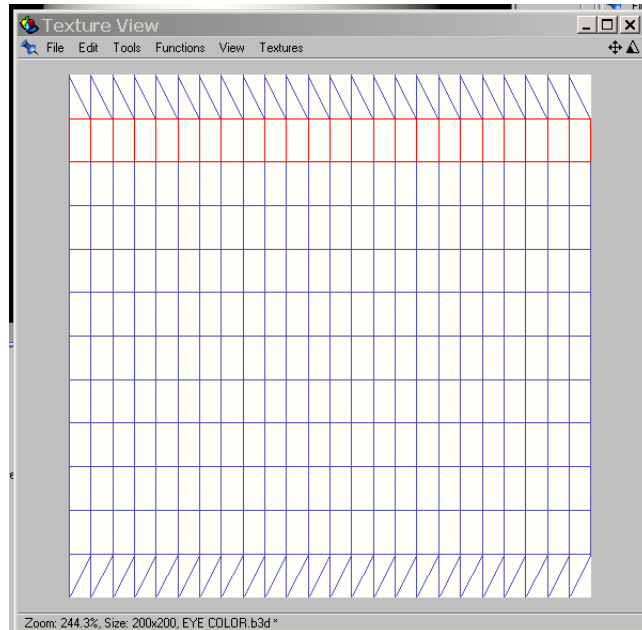 Texture View
File Edit Tools Functions View Textures
Zoom: 244.3%, Size: 200x200, EYE COLOR.b3d *